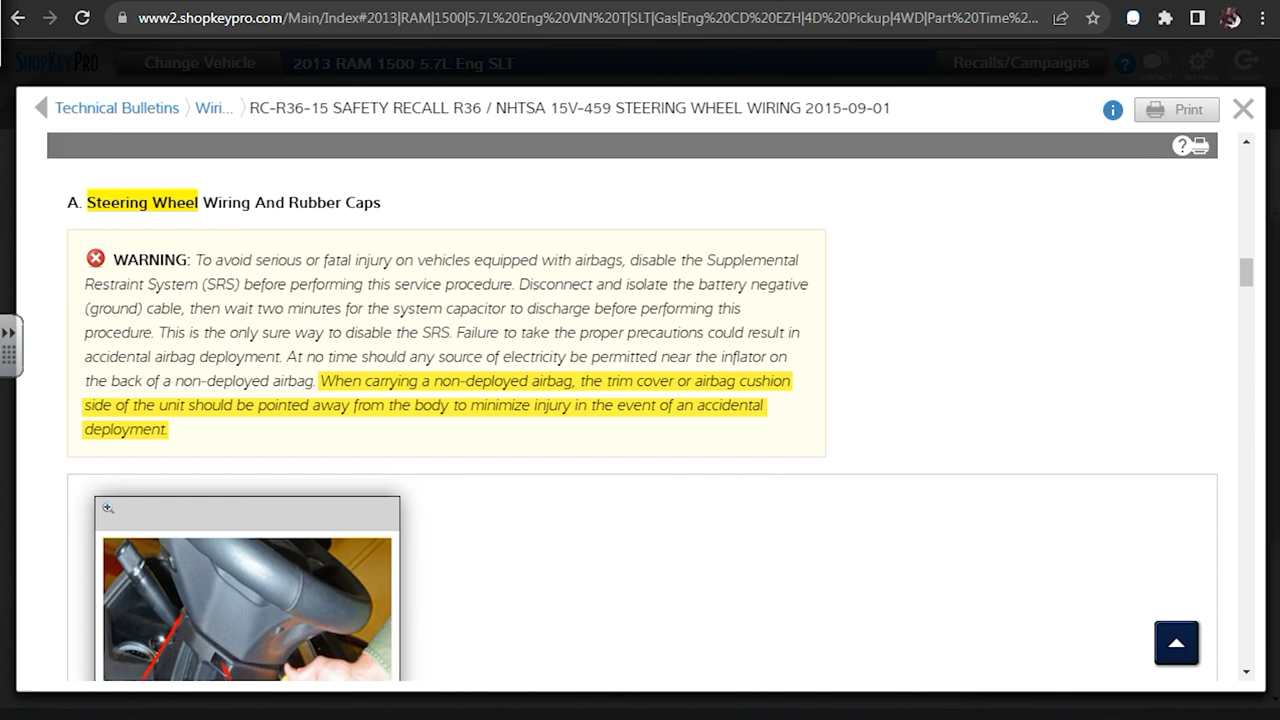 www2.shopkeypro.com/Main/Index#2013|RAM|1500|5.7L%20Eng%20VIN%20T|SLT|Gas|Eng%20CD%20EZH|4D%20Pickup|4WD|Part%20Time%2...
SHOPKEYPRO Change Vehicle 2013 RAM 1500 5.7L Eng SLT Recalls/Campaigns ?
CONTACT SETTINGS LOGOUT
Technical Bulletins Wiri... RC-R36-15 SAFETY RECALL R36 / NHTSA 15V-459 STEERING WHEEL WIRING 2015-09-01 i Print
?
A. Steering Wheel Wiring And Rubber Caps
WARNING: To avoid serious or fatal injury on vehicles equipped with airbags, disable the Supplemental
Restraint System (SRS) before performing this service procedure. Disconnect and isolate the battery negative
(ground) cable, then wait two minutes for the system capacitor to discharge before performing this
procedure. This is the only sure way to disable the SRS. Failure to take the proper precautions could result in
accidental airbag deployment. At no time should any source of electricity be permitted near the inflator on
the back of a non-deployed airbag. When carrying a non-deployed airbag, the trim cover or airbag cushion
side of the unit should be pointed away from the body to minimize injury in the event of an accidental
deployment.